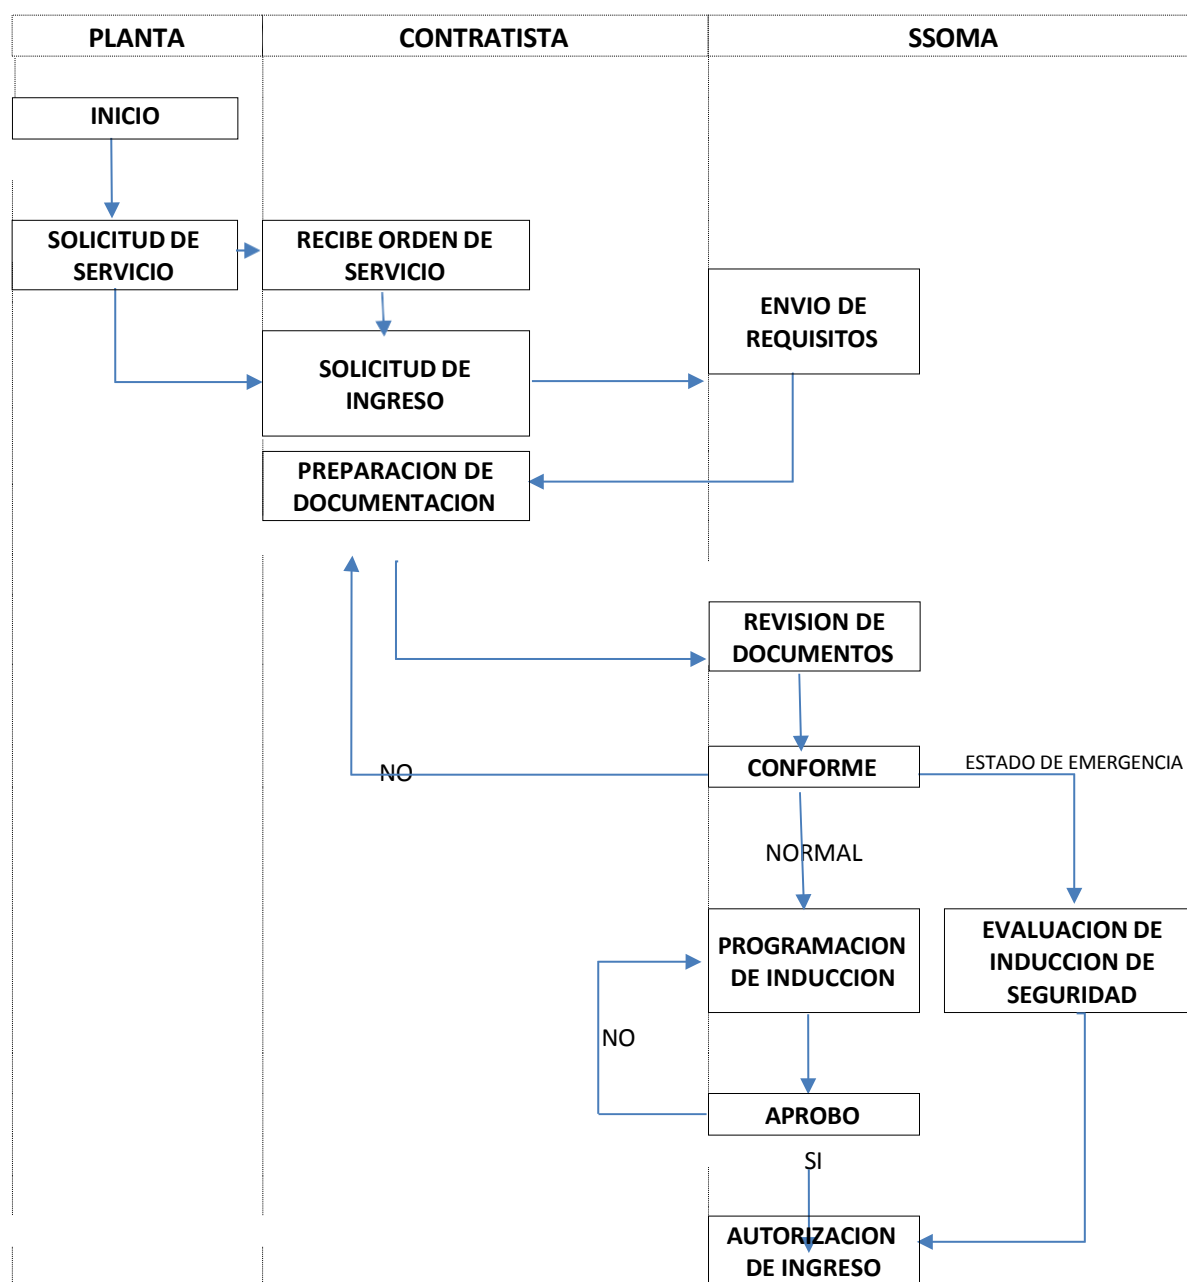 PLANTA
CONTRATISTA
SSOMA
INICIO
SOLICITUD DE
SERVICIO
RECIBE ORDEN DE
SERVICIO
ENVIO DE
REQUISITOS
SOLICITUD DE
INGRESO
PREPARACION DE
DOCUMENTACION
REVISION DE
DOCUMENTOS
CONFORME
ESTADO DE EMERGENCIA
NO
NORMAL
PROGRAMACION
DE INDUCCION
EVALUACION DE
INDUCCION DE
SEGURIDAD
NO
APROBO
SI
AUTORIZACION
DE INGRESO